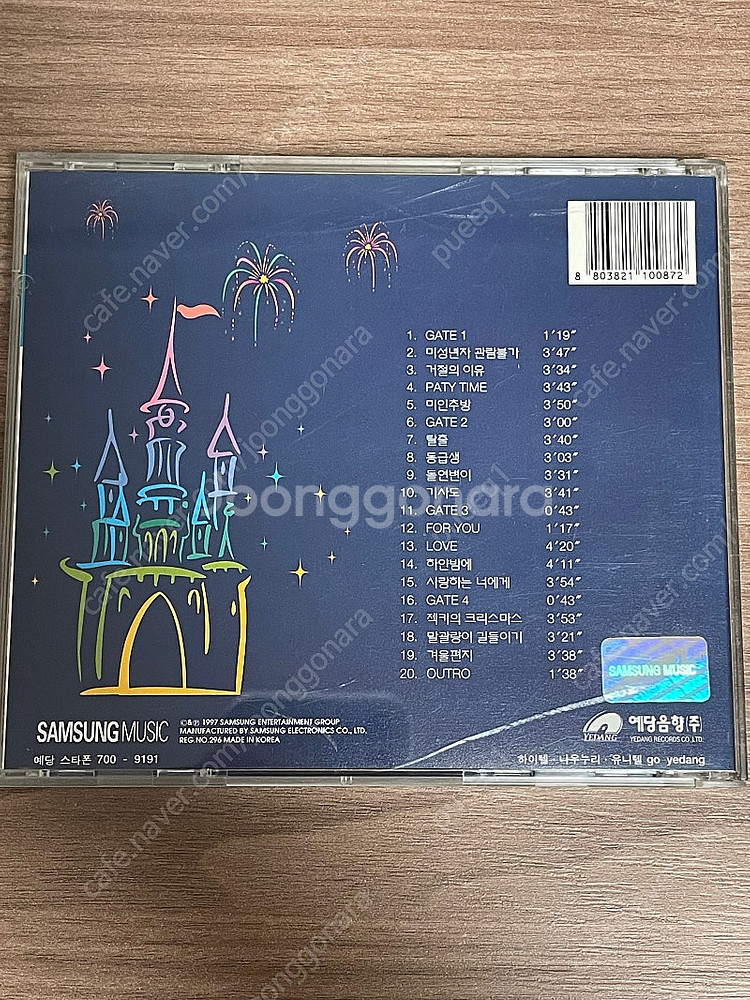 8 803821 100872
1. GATE 1 1′19″
2. 미성년자 관람불가 3′47″
3. 거절의 이유 3′34″
4. PATY TIME 3′43″
5. 미인추방 3′50″
6. GATE 2 3′00″
7. 탈출 3′40″
8. 동급생 3′03″
9. 돌연변이 3′31″
10. 기사도 3′41″
11. GATE 3 0′43″
12. FOR YOU 1′17″
13. LOVE 4′20″
14. 하얀밤에 4′11″
15. 사랑하는 너에게 3′54″
16. GATE 4 0′43″
17. 젝키의 크리스마스 3′53″
18. 말괄량이 길들이기 3′21″
19. 겨울편지 3′38″
20. OUTRO 1′38″
SAMSUNG MUSIC
SAMSUNG MUSIC
©&℗ 1997 SAMSUNG ENTERTAINMENT GROUP
MANUFACTURED BY SAMSUNG ELECTRONICS CO., LTD.
REG.NO.296 MADE IN KOREA
YEDANG
예당음향(주)
YEDANG RECORDS CO.,LTD.
예당 스타폰 700 - 9191
하이텔 · 나우누리 · 유니텔 go yedang
joonggonara
cafe.naver.com/joonggonara
pueeq1